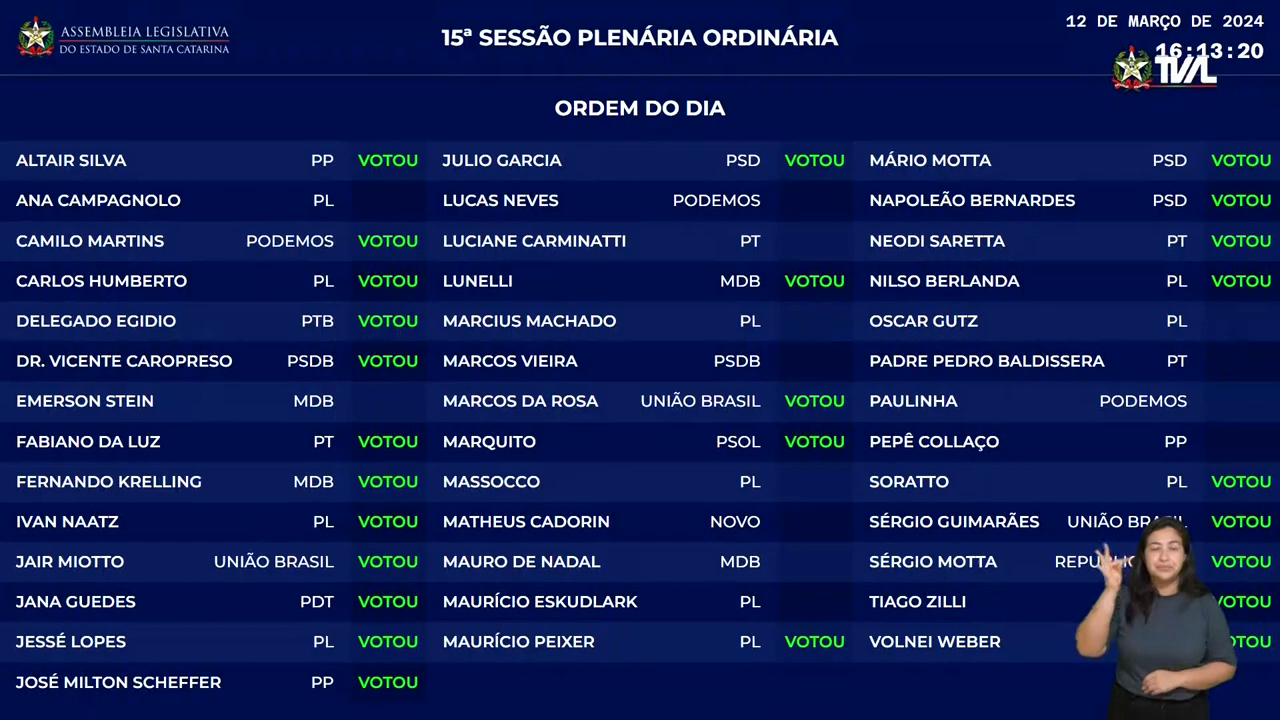 ASSEMBLEIA LEGISLATIVA
DO ESTADO DE SANTA CATARINA
15ª SESSÃO PLENÁRIA ORDINÁRIA
12 DE MARÇO DE 2024
16:13:20
TVAL
ORDEM DO DIA
ALTAIR SILVA PP VOTOU JULIO GARCIA PSD VOTOU MÁRIO MOTTA PSD VOTOU
ANA CAMPAGNOLO PL LUCAS NEVES PODEMOS NAPOLEÃO BERNARDES PSD VOTOU
CAMILO MARTINS PODEMOS VOTOU LUCIANE CARMINATTI PT NEODI SARETTA PT VOTOU
CARLOS HUMBERTO PL VOTOU LUNELLI MDB VOTOU NILSO BERLANDA PL VOTOU
DELEGADO EGIDIO PTB VOTOU MARCIUS MACHADO PL OSCAR GUTZ PL
DR. VICENTE CAROPRESO PSDB VOTOU MARCOS VIEIRA PSDB PADRE PEDRO BALDISSERA PT
EMERSON STEIN MDB MARCOS DA ROSA UNIÃO BRASIL VOTOU PAULINHA PODEMOS
FABIANO DA LUZ PT VOTOU MARQUITO PSOL VOTOU PEPÊ COLLAÇO PP
FERNANDO KRELLING MDB VOTOU MASSOCCO PL SORATTO PL VOTOU
IVAN NAATZ PL VOTOU MATHEUS CADORIN NOVO SÉRGIO GUIMARÃES UNIÃO BRASIL VOTOU
JAIR MIOTTO UNIÃO BRASIL VOTOU MAURO DE NADAL MDB SÉRGIO MOTTA VOTOU
JANA GUEDES PDT VOTOU MAURÍCIO ESKUDLARK PL TIAGO ZILLI VOTOU
JESSÉ LOPES PL VOTOU MAURÍCIO PEIXER PL VOTOU VOLNEI WEBER
JOSÉ MILTON SCHEFFER PP VOTOU